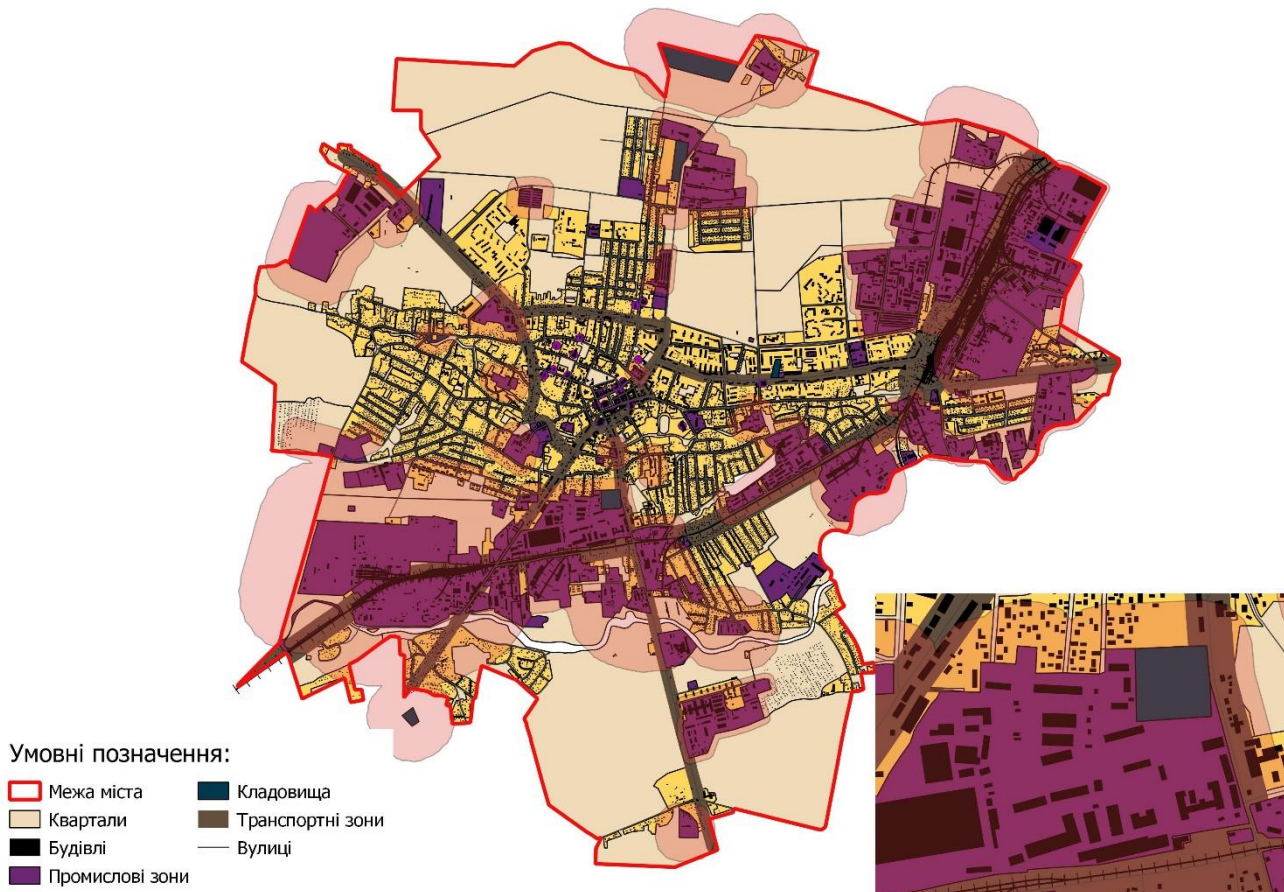 Умовні позначення:
Межа міста
Квартали
Будівлі
Промислові зони
Кладовища
Транспортні зони
Вулиці